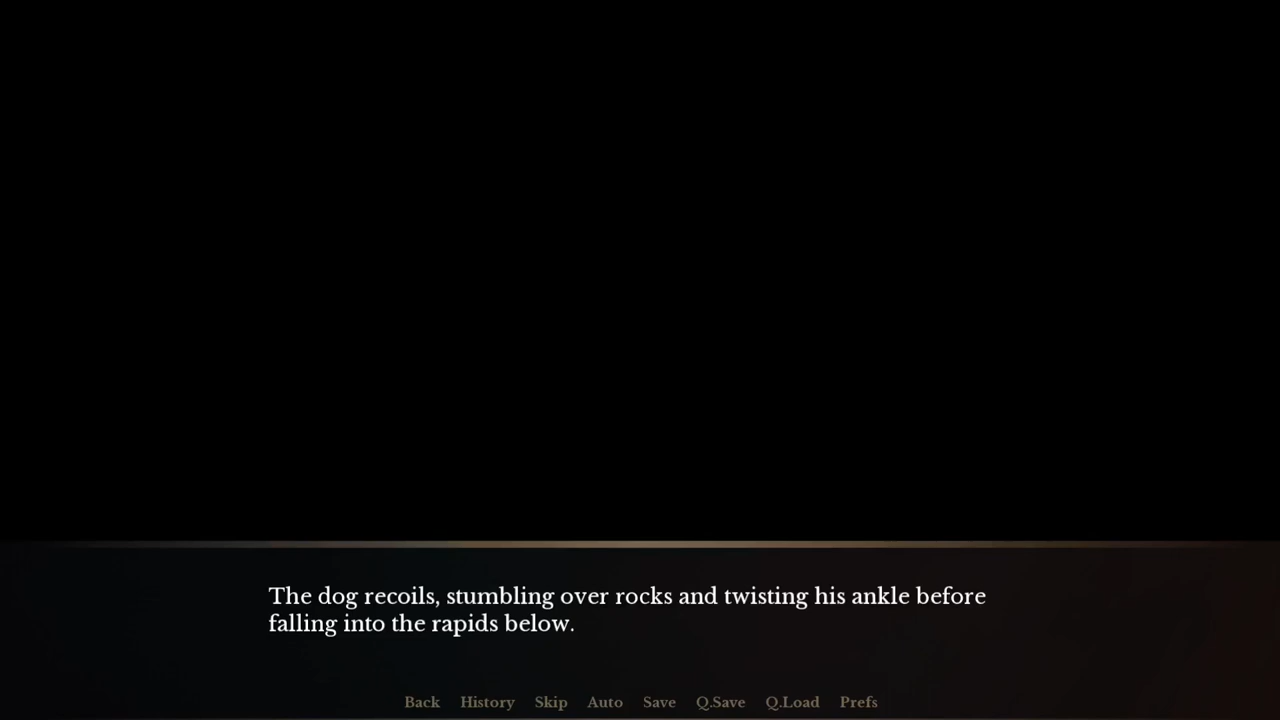 The dog recoils, stumbling over rocks and twisting his ankle before
falling into the rapids below.
Back History Skip Auto Save Q.Save Q.Load Prefs